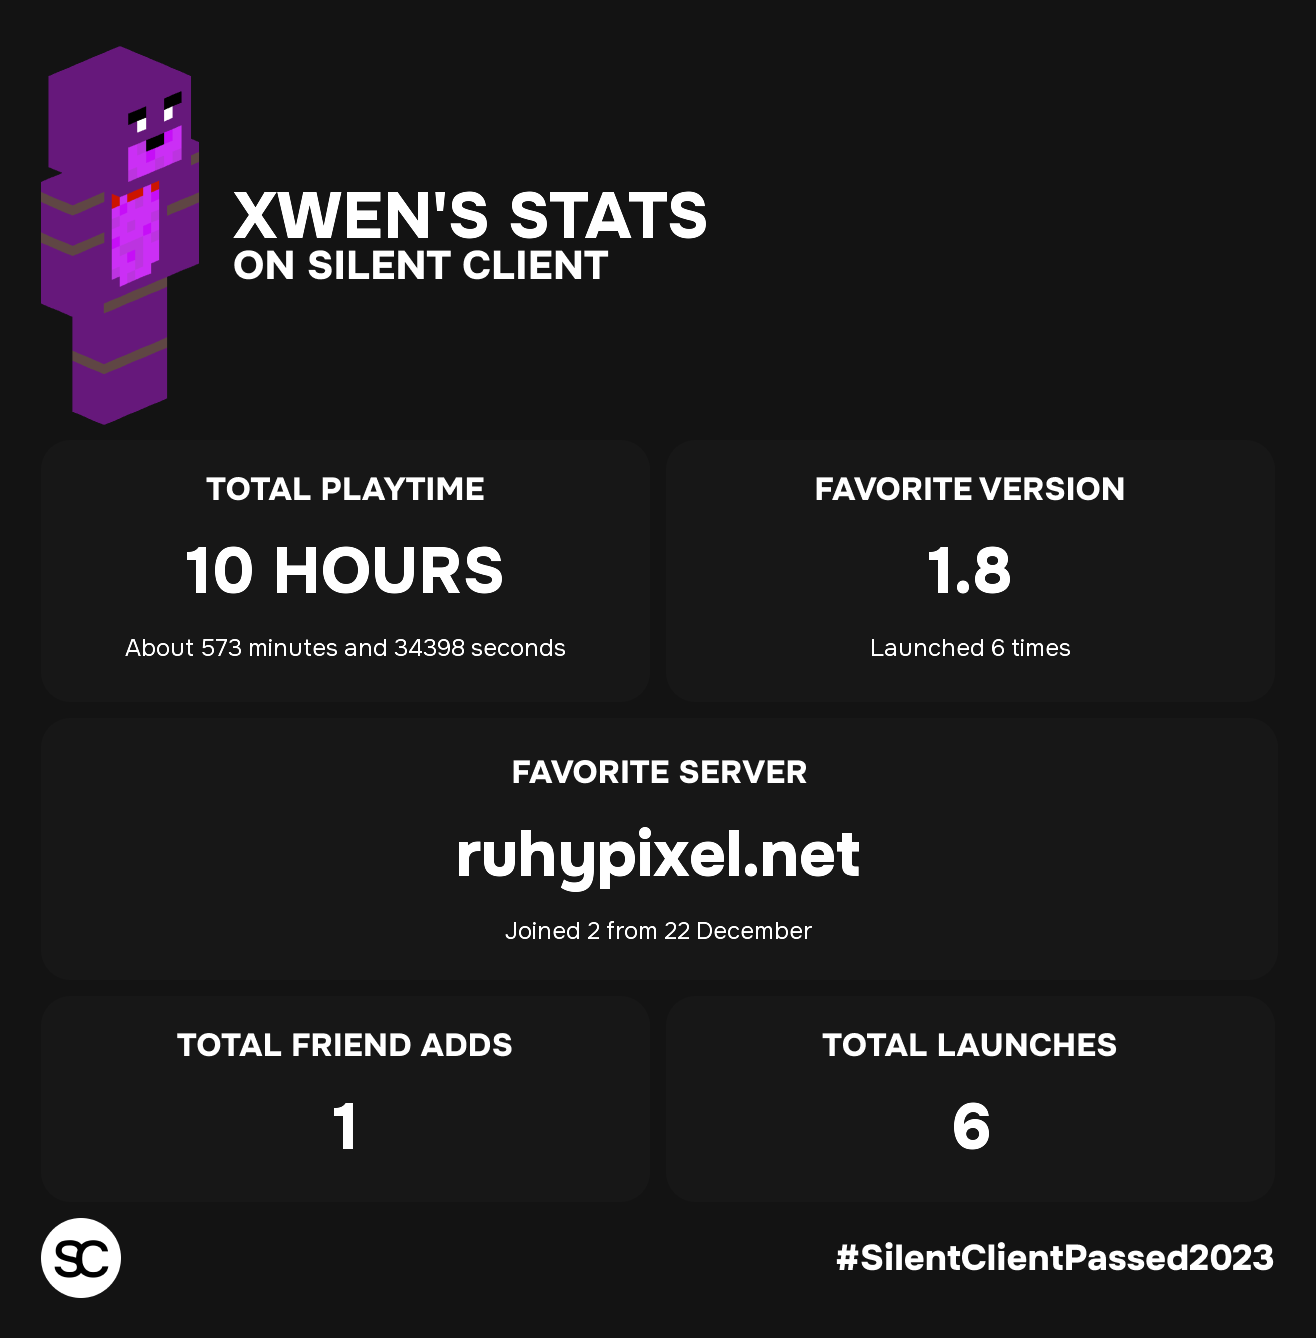 XWEN'S STATS
ON SILENT CLIENT
TOTAL PLAYTIME
10 HOURS
About 573 minutes and 34398 seconds
FAVORITE VERSION
1.8
Launched 6 times
FAVORITE SERVER
ruhypixel.net
Joined 2 from 22 December
TOTAL FRIEND ADDS
1
TOTAL LAUNCHES
6
SC
#SilentClientPassed2023